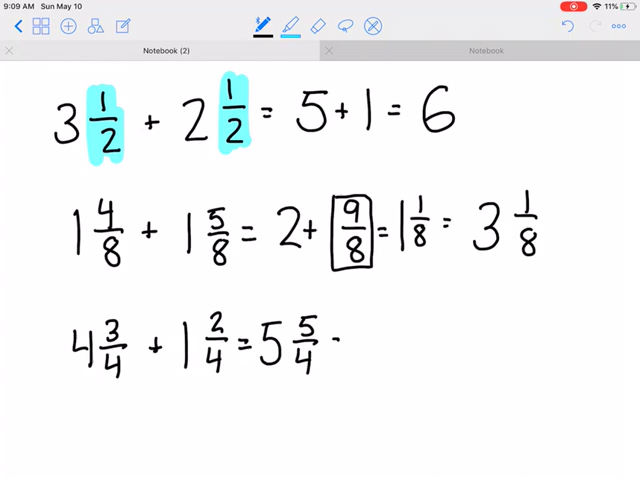 9:09 AM Sun May 10 11%
Notebook (2) Notebook
3 1/2 + 2 1/2 = 5 + 1 = 6
1 4/8 + 1 5/8 = 2 + 9/8 = 1 1/8 = 3 1/8
4 3/4 + 1 2/4 = 5 5/4 -